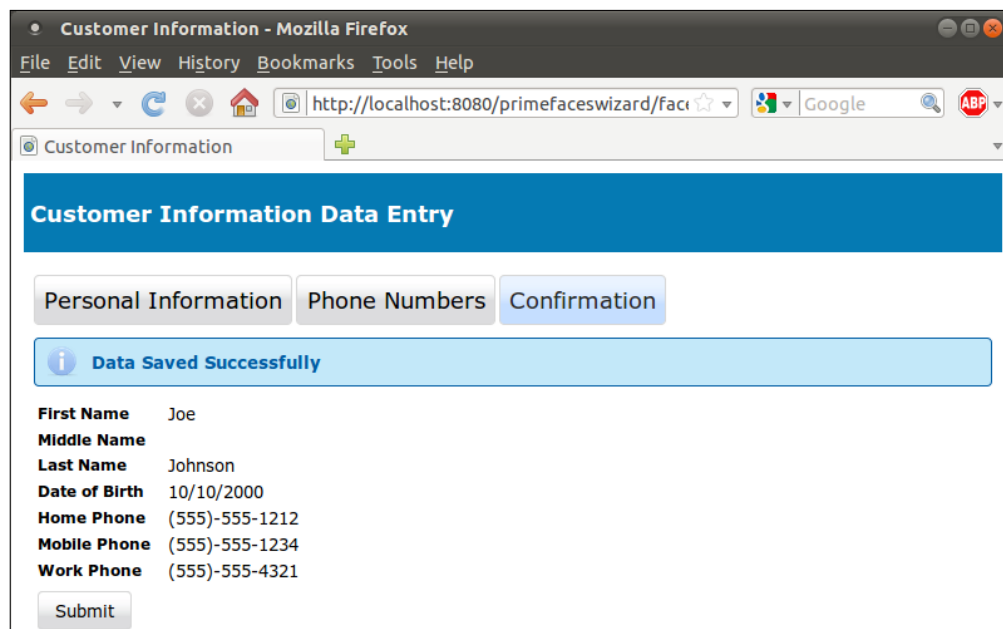 Customer Information - Mozilla Firefox
File Edit View History Bookmarks Tools Help
http://localhost:8080/primefaceswizard/face Google ABP
Customer Information
Customer Information Data Entry
Personal Information Phone Numbers Confirmation
i Data Saved Successfully
First Name Joe
Middle Name
Last Name Johnson
Date of Birth 10/10/2000
Home Phone (555)-555-1212
Mobile Phone (555)-555-1234
Work Phone (555)-555-4321
Submit